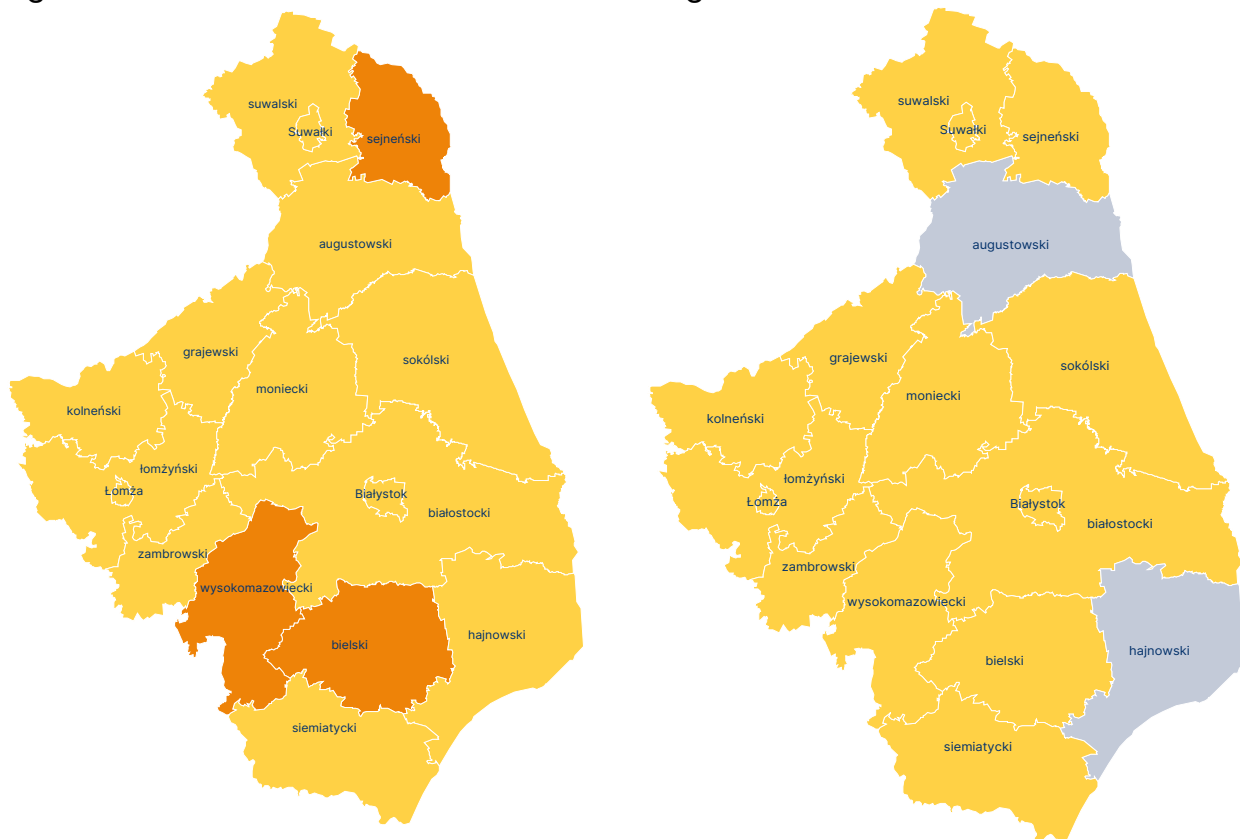 suwalski
Suwałki
sejneński
augustowski
grajewski
sokólski
moniecki
kolneński
łomżyński
Łomża
Białystok
białostocki
zambrowski
wysokomazowiecki
hajnowski
bielski
siemiatycki
suwalski
Suwałki
sejneński
augustowski
grajewski
sokólski
moniecki
kolneński
łomżyński
Łomża
Białystok
białostocki
zambrowski
wysokomazowiecki
hajnowski
bielski
siemiatycki